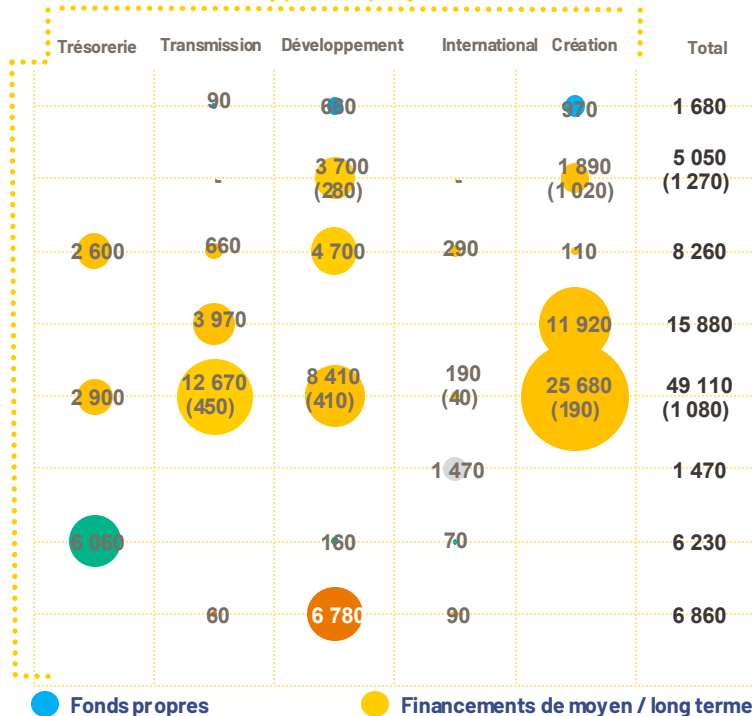 Trésorerie Transmission Développement International Création Total
90 660 970 1 680
- 3 700 (280) - 1 890 (1 020) 5 050 (1 270)
2 600 660 4 700 290 110 8 260
3 970 11 920 15 880
2 900 12 670 (450) 8 410 (410) 190 (40) 25 680 (190) 49 110 (1 080)
1 470 1 470
6 060 160 70 6 230
60 6 780 90 6 860
Fonds propres Financements de moyen / long terme